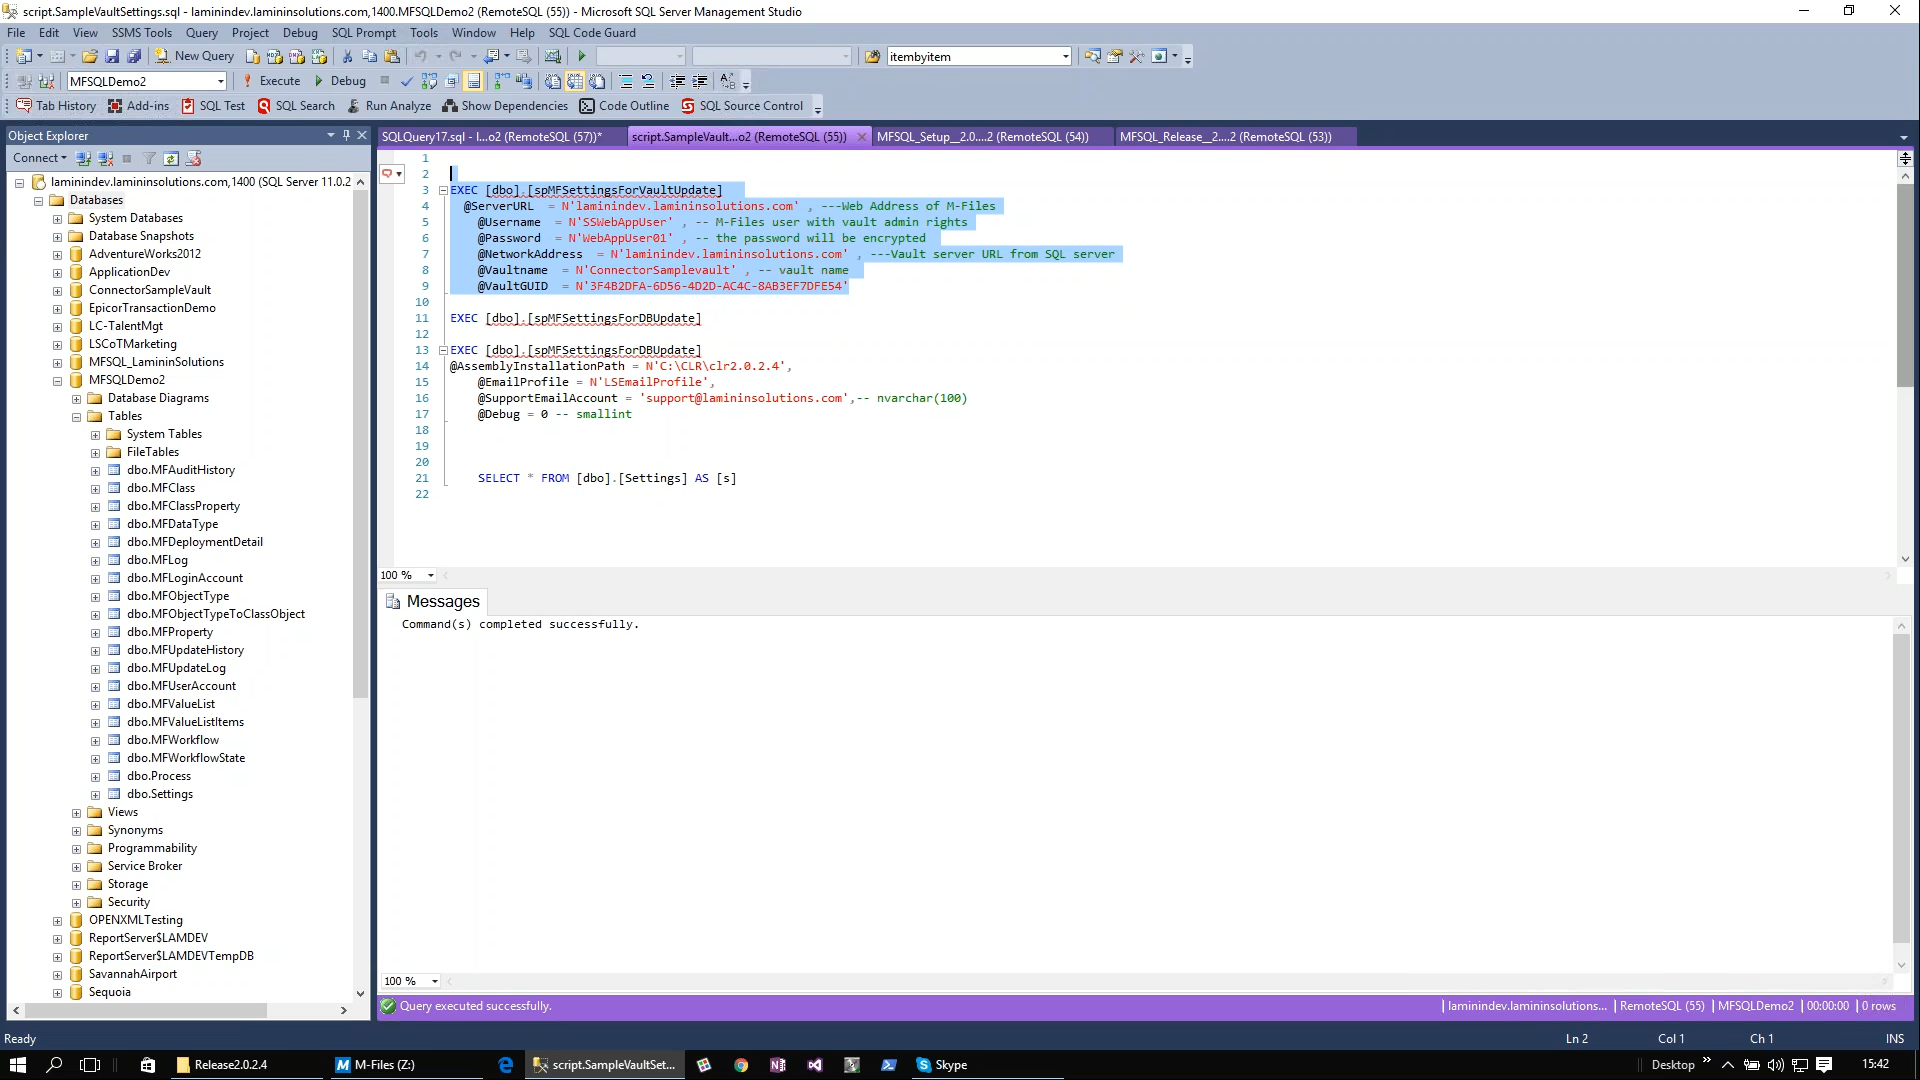 script.SampleVaultSettings.sql - laminindev.lamininsolutions.com,1400.MFSQLDemo2 (RemoteSQL (55)) - Microsoft SQL Server Management Studio
File Edit View SSMS Tools Query Project Debug SQL Prompt Tools Window Help SQL Code Guard
New Query itembyitem
MFSQLDemo2 Execute Debug
Tab History Add-ins SQL Test SQL Search Run Analyze Show Dependencies Code Outline SQL Source Control
Object Explorer
Connect
laminindev.lamininsolutions.com,1400 (SQL Server 11.0.2
Databases
System Databases
Database Snapshots
AdventureWorks2012
ApplicationDev
ConnectorSampleVault
EpicorTransactionDemo
LC-TalentMgt
LSCoTMarketing
MFSQL_LamininSolutions
MFSQLDemo2
Database Diagrams
Tables
System Tables
FileTables
dbo.MFAuditHistory
dbo.MFClass
dbo.MFClassProperty
dbo.MFDataType
dbo.MFDeploymentDetail
dbo.MFLog
dbo.MFLoginAccount
dbo.MFObjectType
dbo.MFObjectTypeToClassObject
dbo.MFProperty
dbo.MFUpdateHistory
dbo.MFUpdateLog
dbo.MFUserAccount
dbo.MFValueList
dbo.MFValueListItems
dbo.MFWorkflow
dbo.MFWorkflowState
dbo.Process
dbo.Settings
Views
Synonyms
Programmability
Service Broker
Storage
Security
OPENXMLTesting
ReportServer$LAMDEV
ReportServer$LAMDEVTempDB
SavannahAirport
Sequoia
SQLQuery17.sql - l...o2 (RemoteSQL (57))* script.SampleVault...o2 (RemoteSQL (55)) MFSQL_Setup__2.0....2 (RemoteSQL (54)) MFSQL_Release__2....2 (RemoteSQL (53))
1
2
3 EXEC [dbo].[spMFSettingsForVaultUpdate]
4 @ServerURL = N'laminindev.lamininsolutions.com' , ---Web Address of M-Files
5 @Username = N'SSWebAppUser' , -- M-Files user with vault admin rights
6 @Password = N'WebAppUser01' , -- the password will be encrypted
7 @NetworkAddress = N'laminindev.lamininsolutions.com' , ---Vault server URL from SQL server
8 @Vaultname = N'ConnectorSamplevault' , -- vault name
9 @VaultGUID = N'3F4B2DFA-6D56-4D2D-AC4C-8AB3EF7DFE54'
10
11 EXEC [dbo].[spMFSettingsForDBUpdate]
12
13 EXEC [dbo].[spMFSettingsForDBUpdate]
14 @AssemblyInstallationPath = N'C:\CLR\clr2.0.2.4',
15 @EmailProfile = N'LSEmailProfile',
16 @SupportEmailAccount = 'support@lamininsolutions.com',-- nvarchar(100)
17 @Debug = 0 -- smallint
18
19
20
21 SELECT * FROM [dbo].[Settings] AS [s]
22
100 %
Messages
Command(s) completed successfully.
100 %
Query executed successfully. laminindev.lamininsolutions... RemoteSQL (55) MFSQLDemo2 00:00:00 0 rows
Ready Ln 2 Col 1 Ch 1 INS
Release2.0.2.4 M-Files (Z:) script.SampleVaultSet... Skype Desktop 15:42